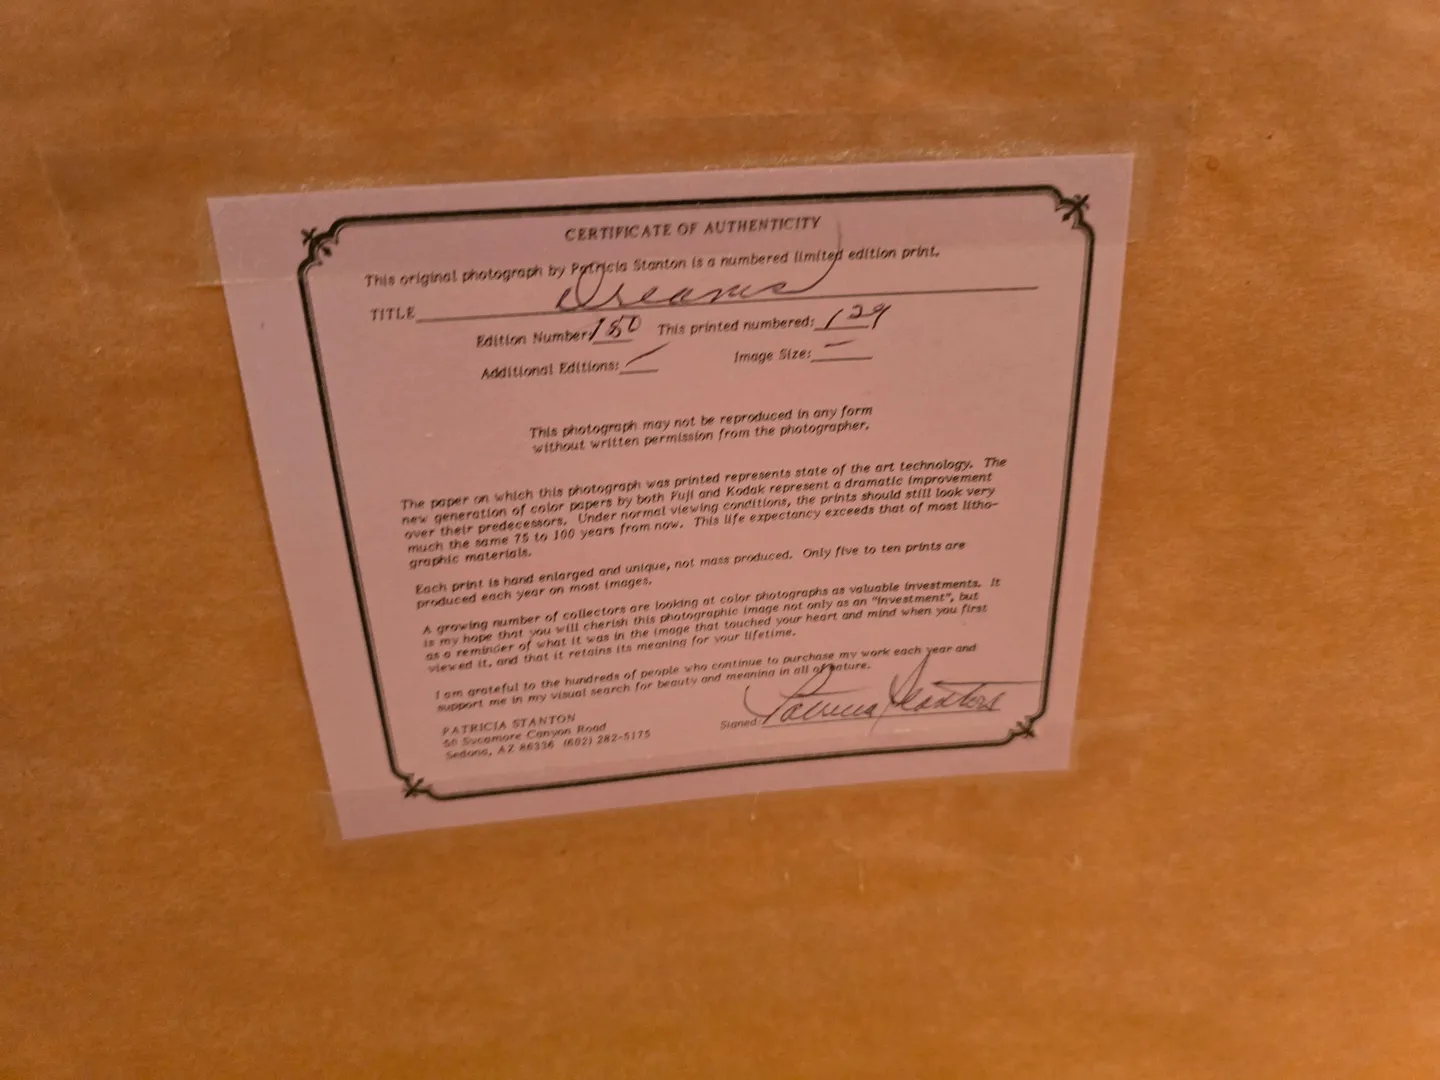 CERTIFICATE OF AUTHENTICITY
This original photograph by Patricia Stanton is a numbered limited edition print.
TITLE Dreams
Edition Number: 150 This printed numbered: 129
Additional Editions: — Image Size: —
This photograph may not be reproduced in any form
without written permission from the photographer.
The paper on which this photograph was printed represents state of the art technology. The
new generation of color papers by both Fuji and Kodak represent a dramatic improvement
over their predecessors. Under normal viewing conditions, the prints should still look very
much the same 75 to 100 years from now. This life expectancy exceeds that of most litho-
graphic materials.
Each print is hand enlarged and unique, not mass produced. Only five to ten prints are
produced each year on most images.
A growing number of collectors are looking at color photographs as valuable investments. It
is my hope that you will cherish this photographic image not only as an "investment", but
as a reminder of what it was in the image that touched your heart and mind when you first
viewed it, and that it retains its meaning for your lifetime.
I am grateful to the hundreds of people who continue to purchase my work each year and
support me in my visual search for beauty and meaning in all of nature.
PATRICIA STANTON
50 Sycamore Canyon Road
Sedona, AZ 86336 (602) 282-5175
Signed: Patricia Stanton